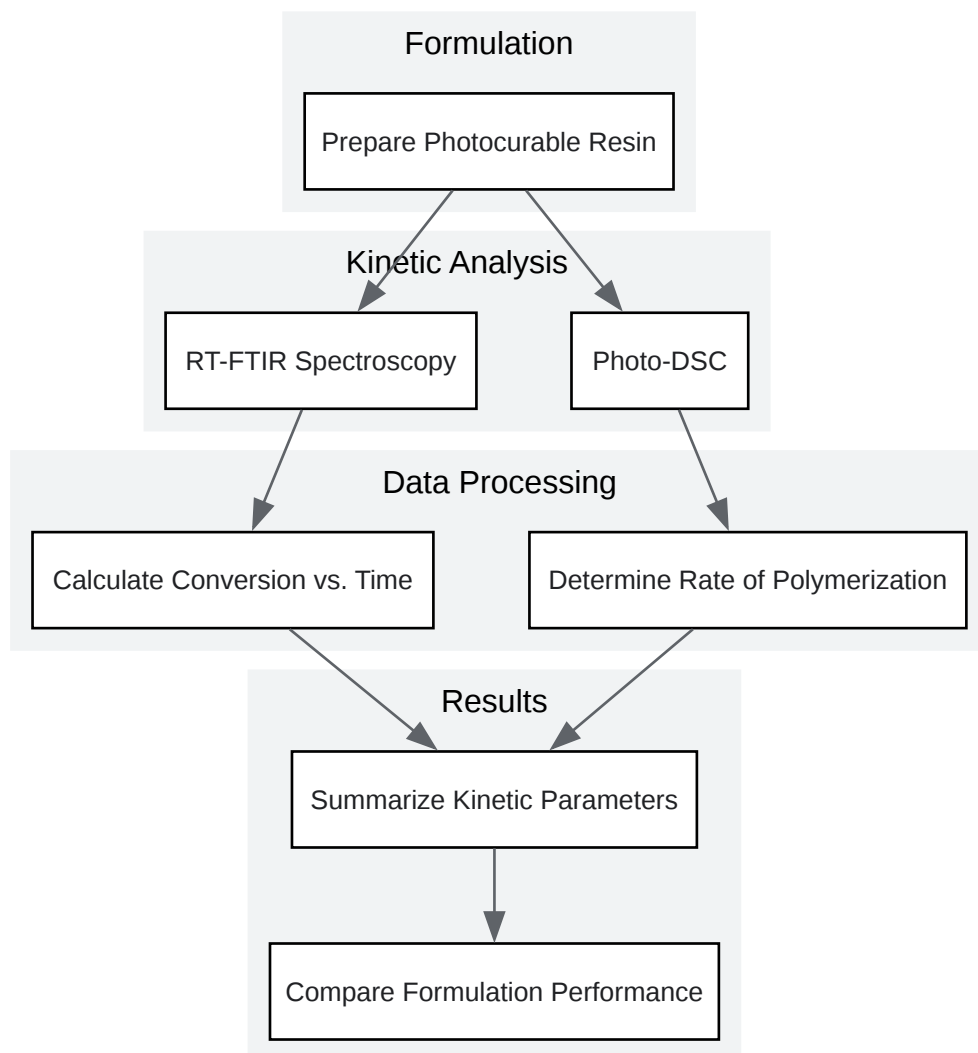 Formulation
Prepare Photocurable Resin
Kinetic Analysis
RT-FTIR Spectroscopy
Photo-DSC
Data Processing
Calculate Conversion vs. Time
Determine Rate of Polymerization
Results
Summarize Kinetic Parameters
Compare Formulation Performance